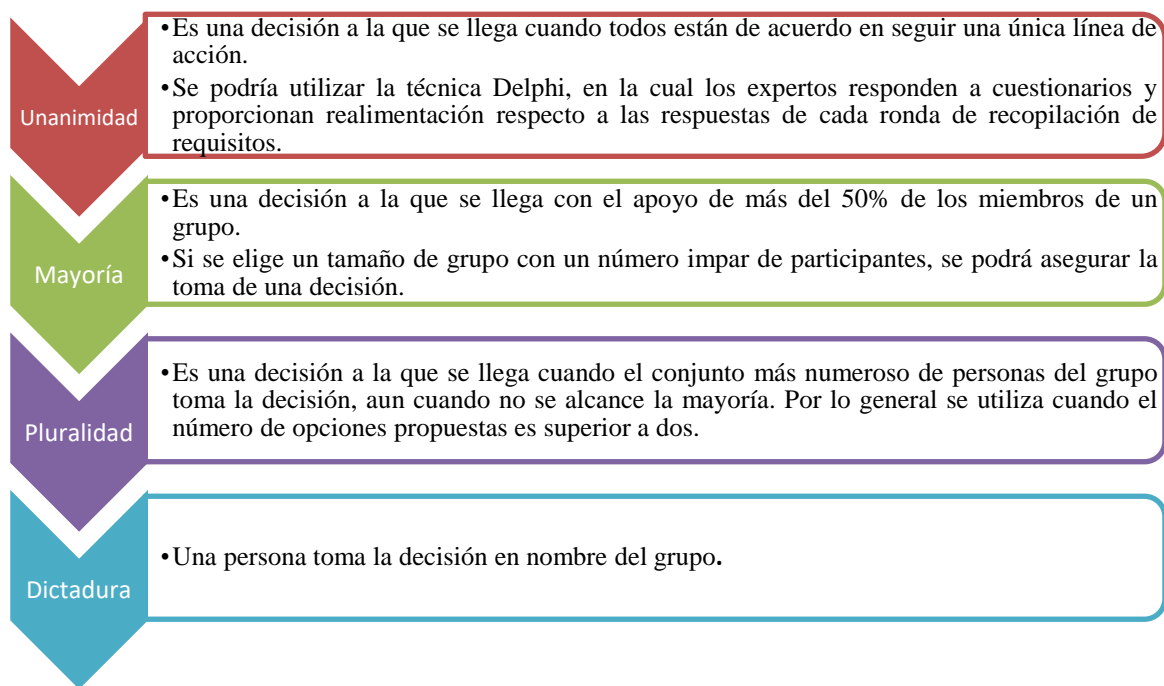 Unanimidad
•Es una decisión a la que se llega cuando todos están de acuerdo en seguir una única línea de
acción.
•Se podría utilizar la técnica Delphi, en la cual los expertos responden a cuestionarios y
proporcionan realimentación respecto a las respuestas de cada ronda de recopilación de
requisitos.
Mayoría
•Es una decisión a la que se llega con el apoyo de más del 50% de los miembros de un
grupo.
•Si se elige un tamaño de grupo con un número impar de participantes, se podrá asegurar la
toma de una decisión.
Pluralidad
•Es una decisión a la que se llega cuando el conjunto más numeroso de personas del grupo
toma la decisión, aun cuando no se alcance la mayoría. Por lo general se utiliza cuando el
número de opciones propuestas es superior a dos.
Dictadura
•Una persona toma la decisión en nombre del grupo.